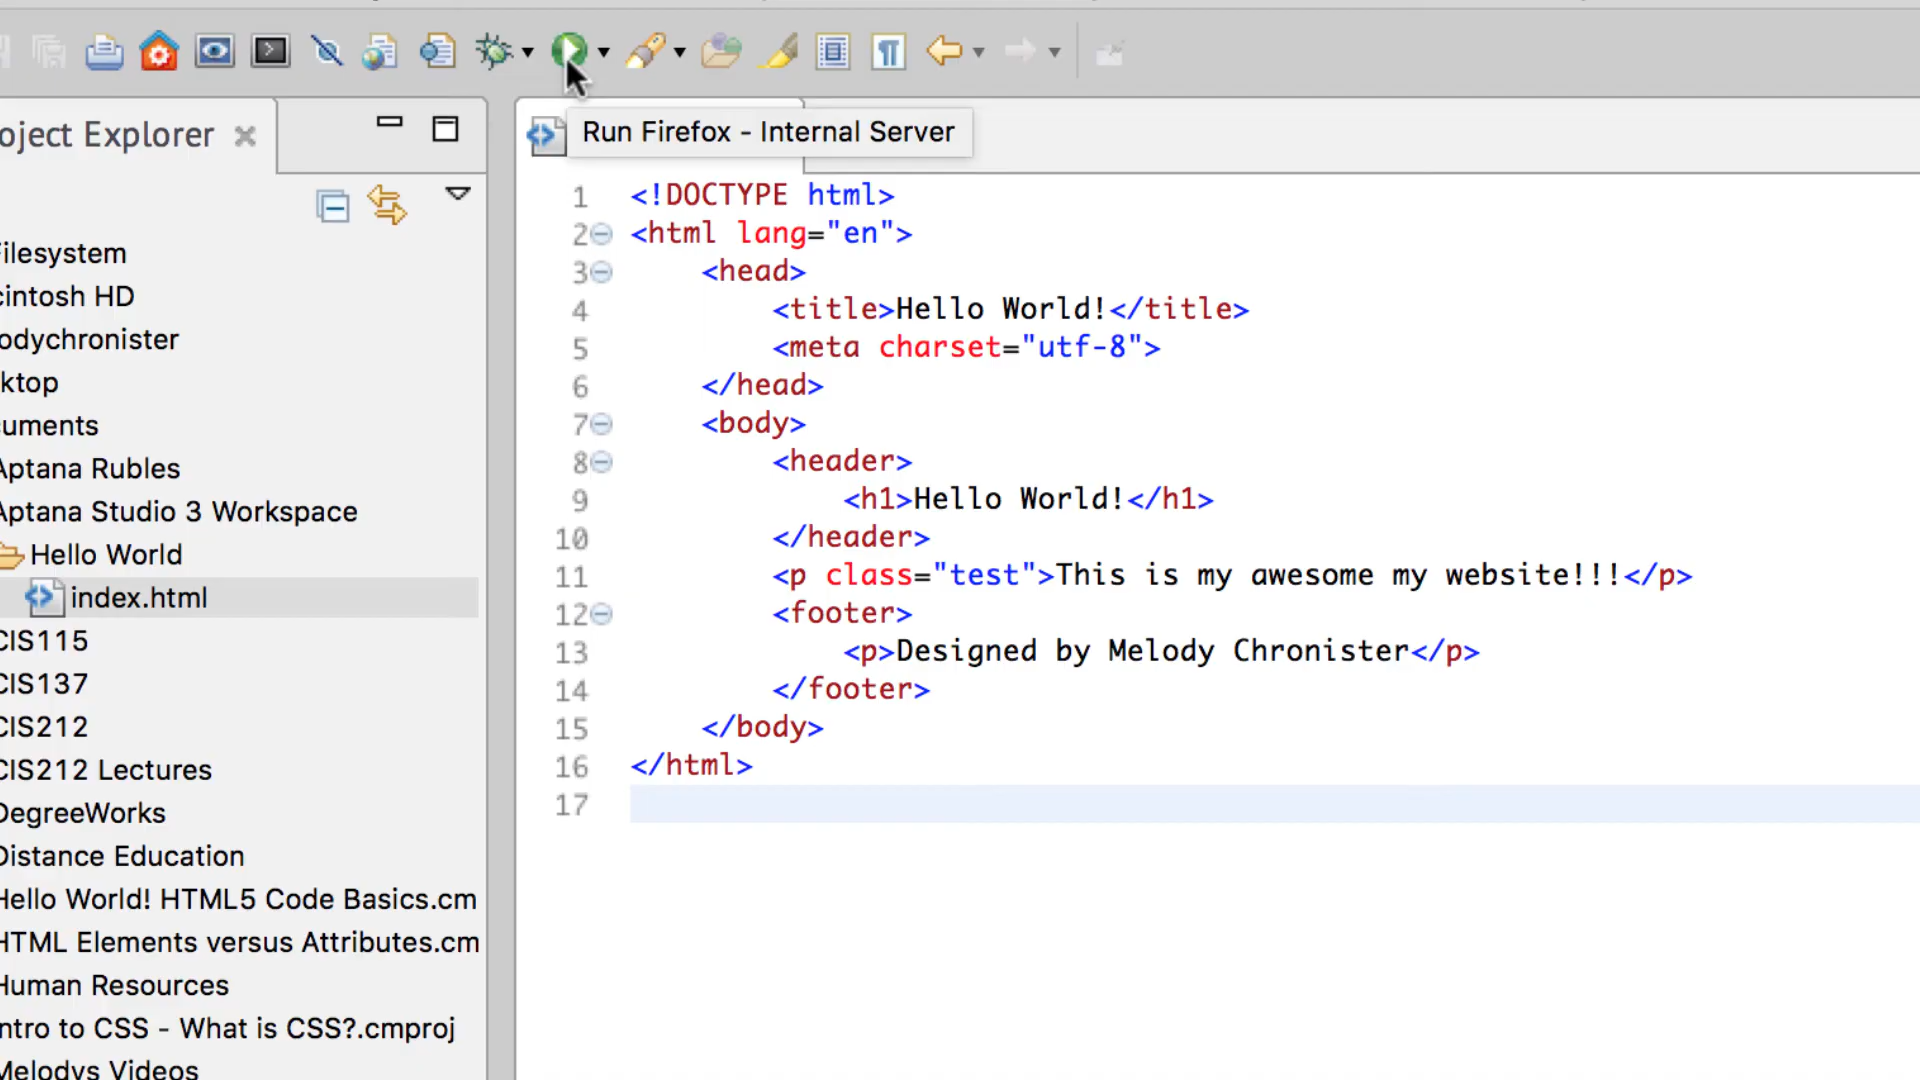 Run Firefox - Internal Server
oject Explorer
ilesystem
cintosh HD
odychronister
ktop
uments
Aptana Rubles
Aptana Studio 3 Workspace
Hello World
index.html
CIS115
CIS137
CIS212
CIS212 Lectures
DegreeWorks
Distance Education
Hello World! HTML5 Code Basics.cm
HTML Elements versus Attributes.cm
Human Resources
ntro to CSS - What is CSS?.cmproj
Melodys Videos
1 <!DOCTYPE html>
2 <html lang="en">
3 <head>
4 <title>Hello World!</title>
5 <meta charset="utf-8">
6 </head>
7 <body>
8 <header>
9 <h1>Hello World!</h1>
10 </header>
11 <p class="test">This is my awesome my website!!!</p>
12 <footer>
13 <p>Designed by Melody Chronister</p>
14 </footer>
15 </body>
16 </html>
17